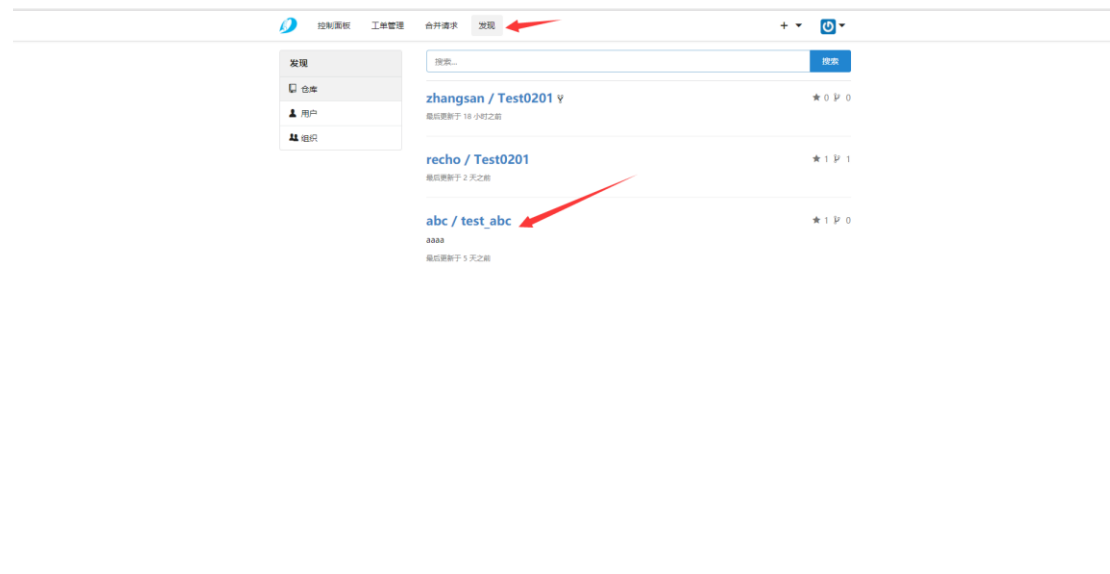 控制面板 工单管理 合并请求 发现
发现
仓库
用户
组织
搜索... 搜索
zhangsan / Test0201 0 0
最后更新于 18 小时之前
recho / Test0201 1 1
最后更新于 2 天之前
abc / test_abc 1 0
aaaa
最后更新于 5 天之前